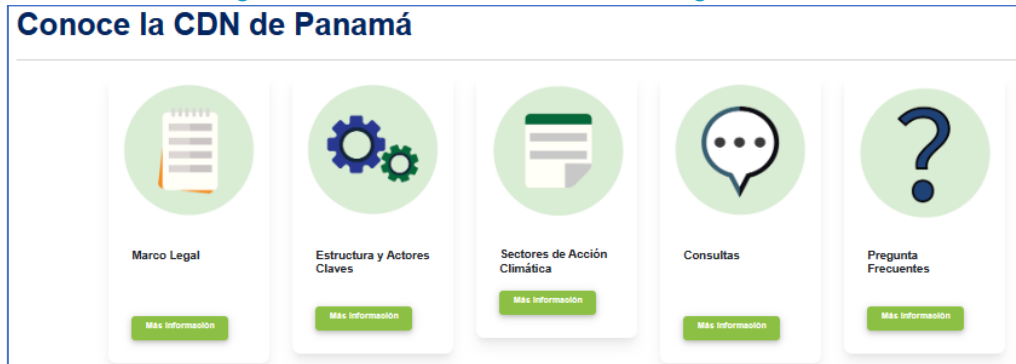 Conoce la CDN de Panamá
Marco Legal
Más Información
Estructura y Actores
Claves
Más Información
Sectores de Acción
Climática
Más Información
Consultas
Más Información
Pregunta
Frecuentes
Más Información